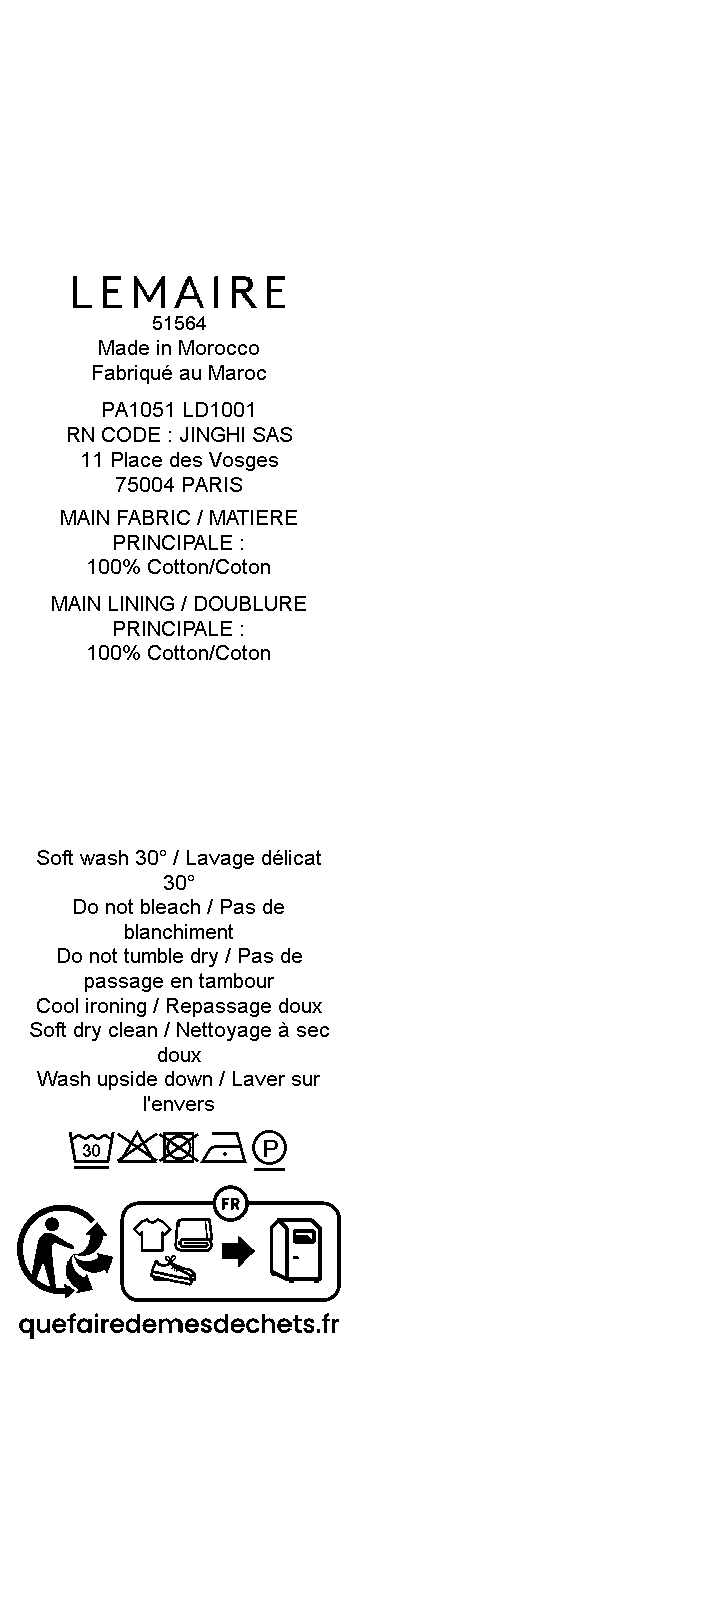 LEMAIRE
51564
Made in Morocco
Fabriqué au Maroc
PA1051 LD1001
RN CODE : JINGHI SAS
11 Place des Vosges
75004 PARIS
MAIN FABRIC / MATIERE
PRINCIPALE :
100% Cotton/Coton
MAIN LINING / DOUBLURE
PRINCIPALE :
100% Cotton/Coton
Soft wash 30° / Lavage délicat
30°
Do not bleach / Pas de
blanchiment
Do not tumble dry / Pas de
passage en tambour
Cool ironing / Repassage doux
Soft dry clean / Nettoyage à sec
doux
Wash upside down / Laver sur
l'envers
30 P
FR
quefairedemesdechets.fr